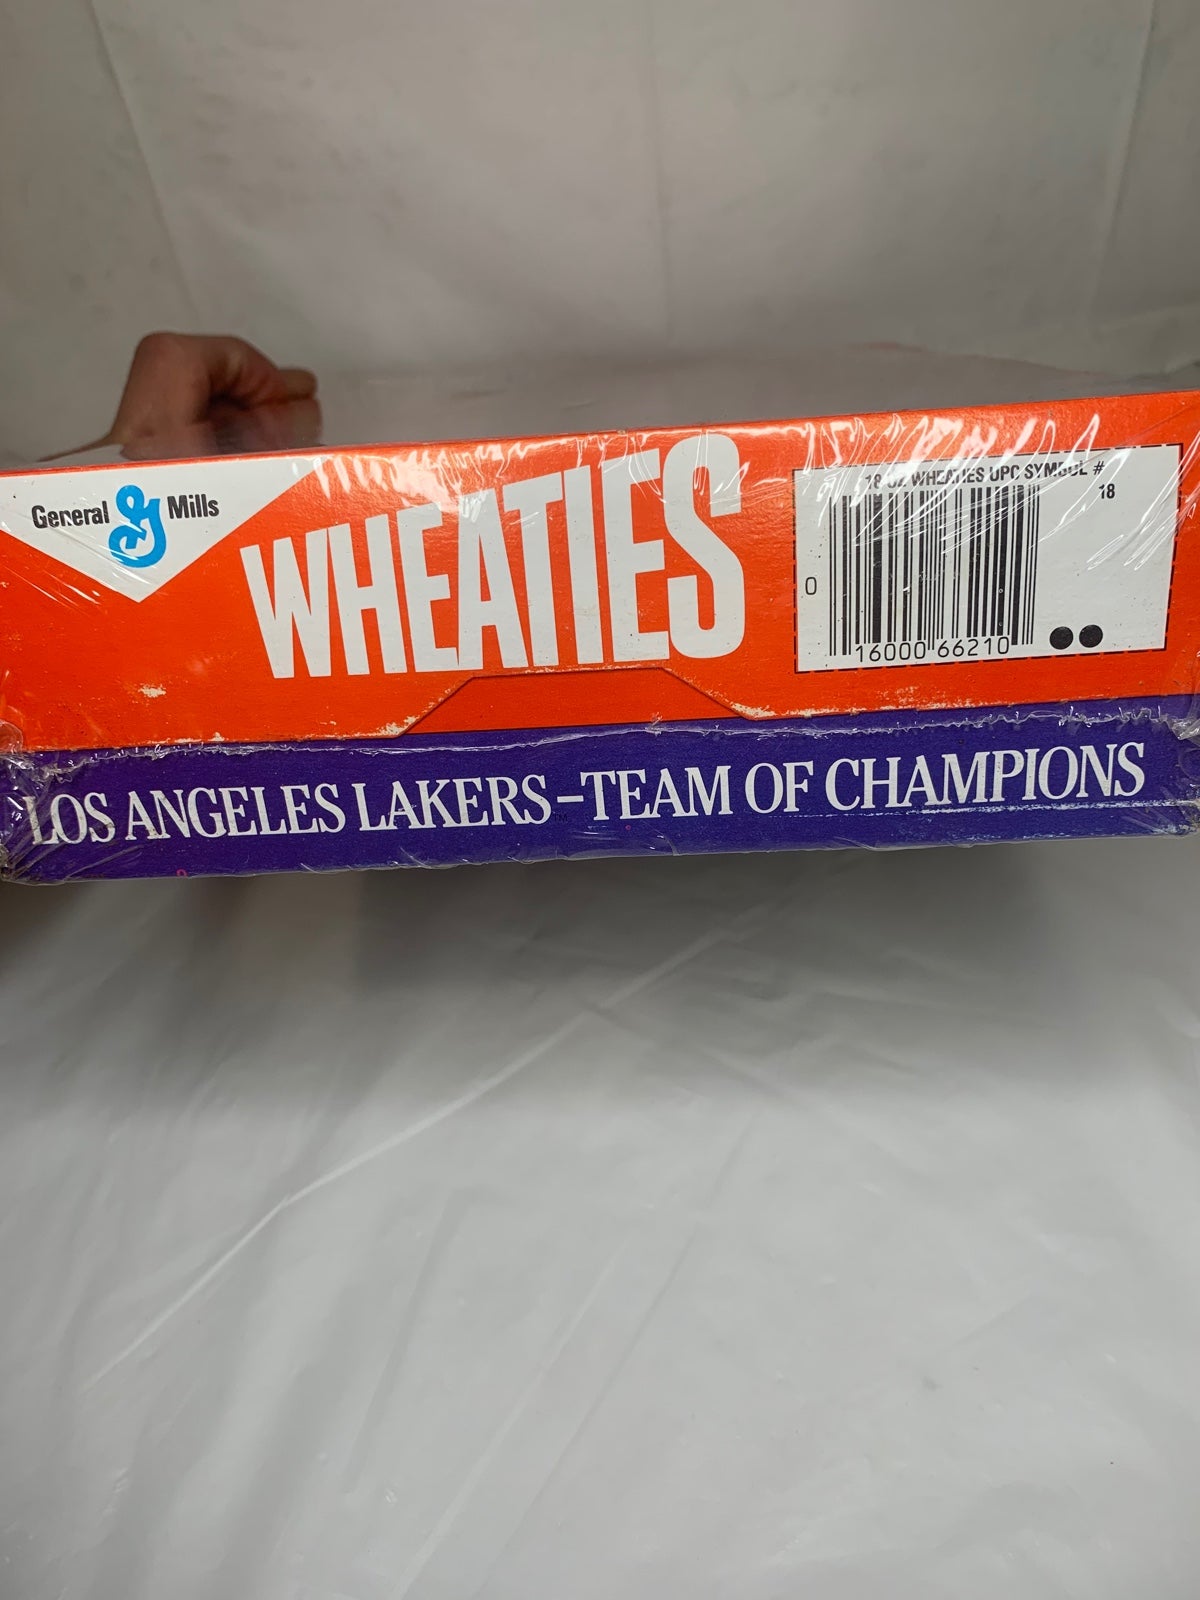 General Mills
WHEATIES
18 OZ WHEATIES UPC SYMBOL #
18
0
16000 66210
LOS ANGELES LAKERS–TEAM OF CHAMPIONS